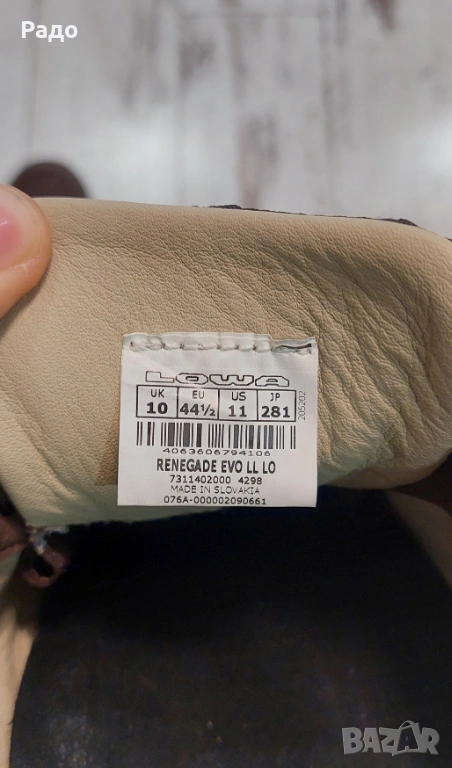 Радо
LOWA
UK EU US JP
10 44½ 11 281
205202
4063606794106
RENEGADE EVO LL LO
7311402000 4298
MADE IN SLOVAKIA
076A-000002090661
BAZAR